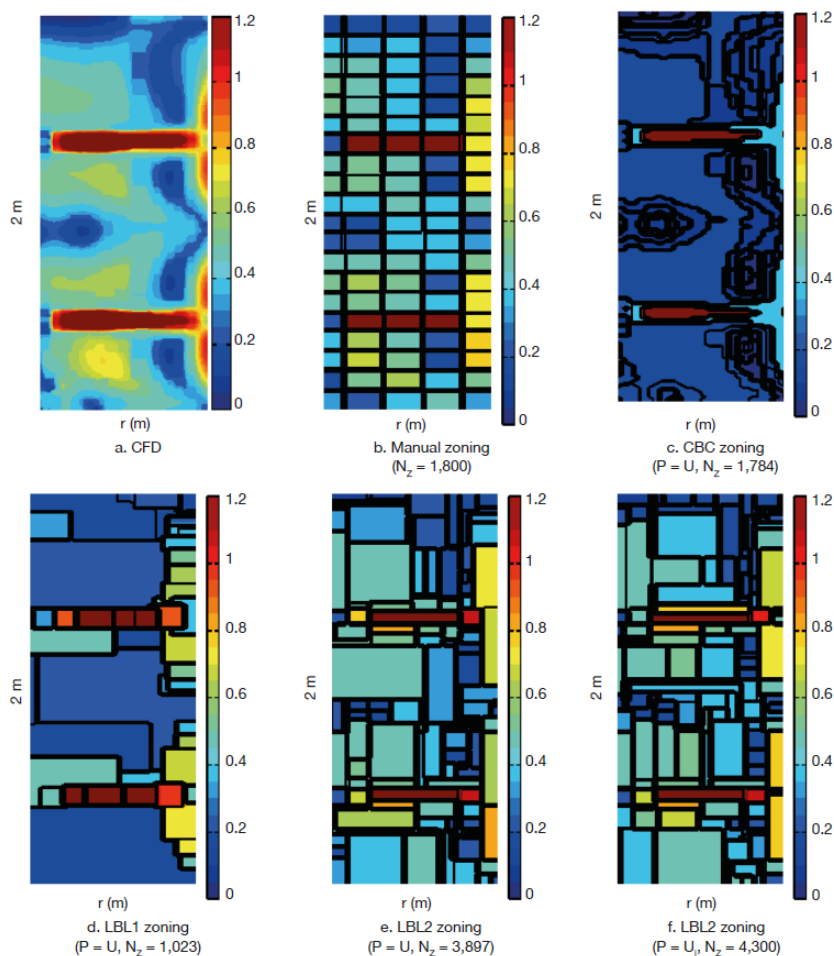 1.2
1
0.8
0.6
0.4
0.2
0
2 m
r (m)
a. CFD
1.2
1
0.8
0.6
0.4
0.2
0
2 m
r (m)
b. Manual zoning
(N_z = 1,800)
1.2
1
0.8
0.6
0.4
0.2
0
2 m
r (m)
c. CBC zoning
(P = U, N_z = 1,784)
1.2
1
0.8
0.6
0.4
0.2
0
2 m
r (m)
d. LBL1 zoning
(P = U, N_z = 1,023)
1.2
1
0.8
0.6
0.4
0.2
0
2 m
r (m)
e. LBL2 zoning
(P = U, N_z = 3,897)
1.2
1
0.8
0.6
0.4
0.2
0
2 m
r (m)
f. LBL2 zoning
(P = U_i, N_z = 4,300)